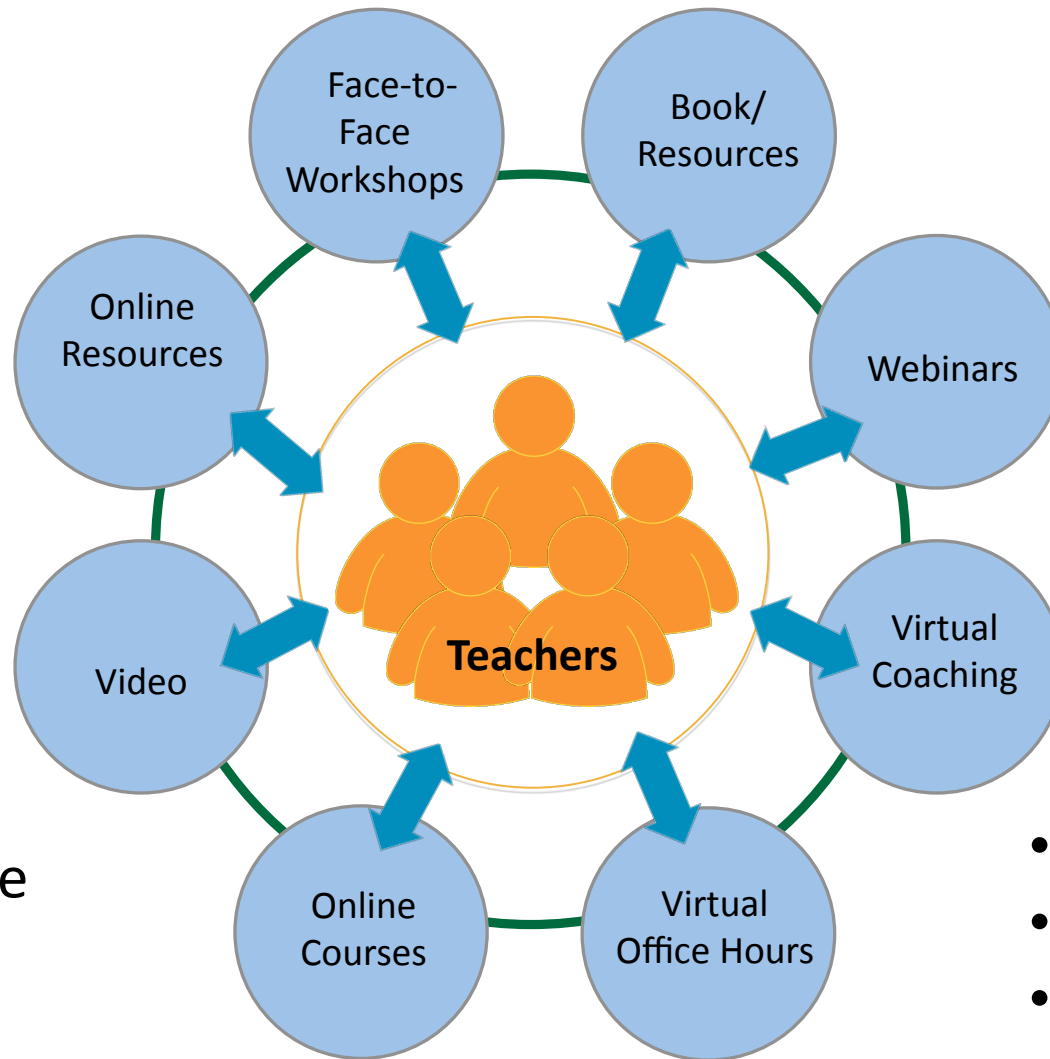 Face-to-
Face
Workshops
Book/
Resources
Online
Resources
Webinars
Teachers
Video
Virtual
Coaching
Online
Courses
Virtual
Office Hours
e
•
•
•